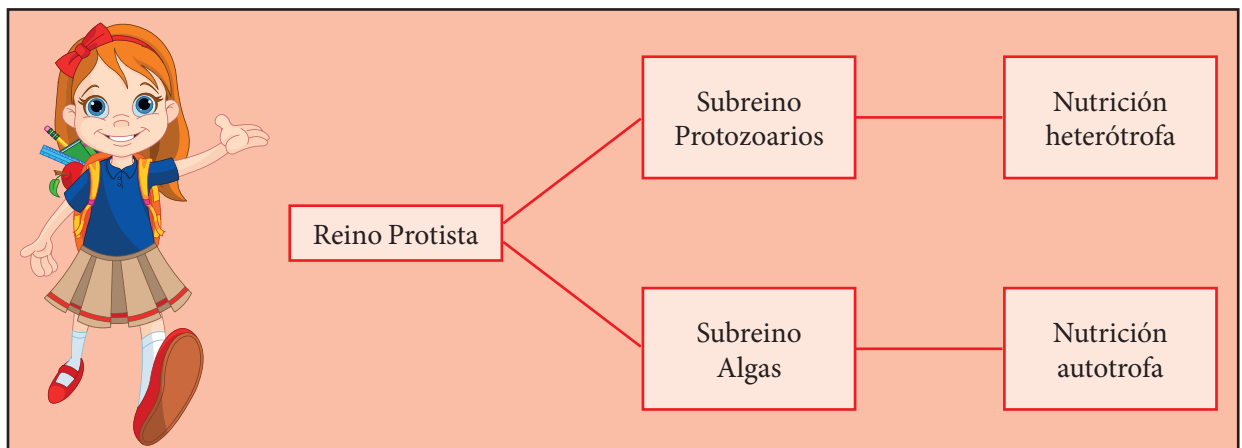 Reino Protista
Subreino
Protozoarios
Nutrición
heterótrofa
Subreino
Algas
Nutrición
autotrofa